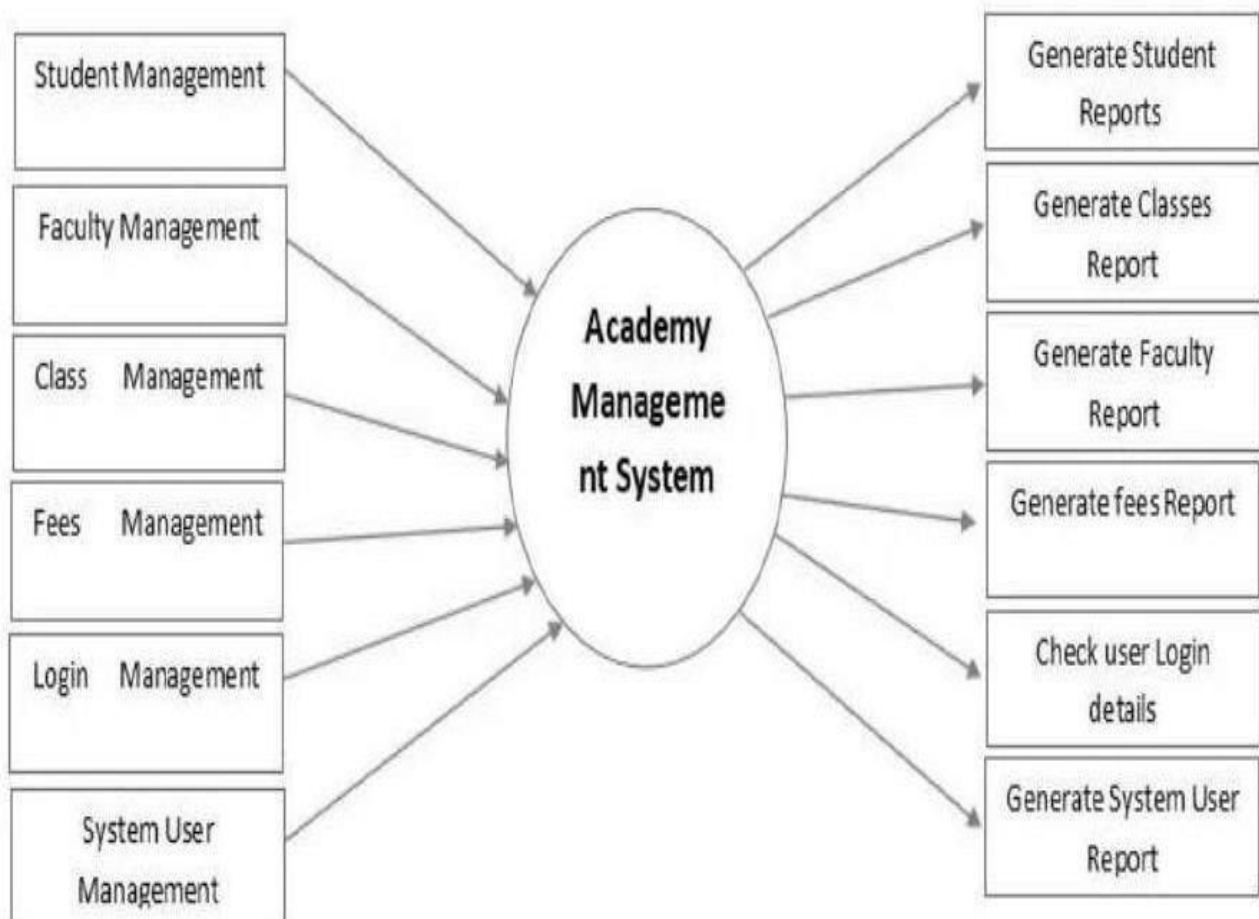 Student Management
Faculty Management
Class Management
Fees Management
Login Management
System User
Management
Academy
Manageme
nt System
Generate Student
Reports
Generate Classes
Report
Generate Faculty
Report
Generate fees Report
Check user Login
details
Generate System User
Report